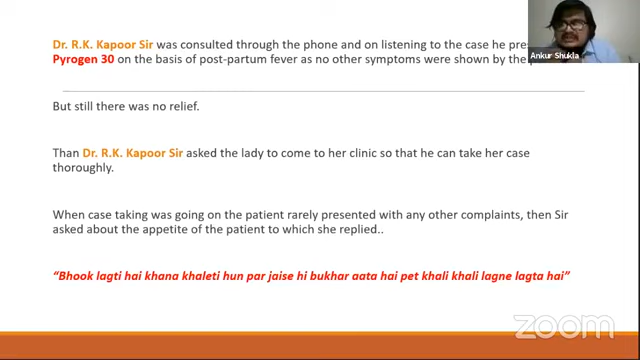 Dr. R.K. Kapoor Sir was consulted through the phone and on listening to the case he
Pyrogen 30 on the basis of post-partum fever as no other symptoms were shown by the
Ankur Shukla
But still there was no relief.
Than Dr. R.K. Kapoor Sir asked the lady to come to her clinic so that he can take her case
thoroughly.
When case taking was going on the patient rarely presented with any other complaints, then Sir
asked about the appetite of the patient to which she replied..
“Bhook lagti hai khana khaleti hun par jaise hi bukhar aata hai pet khali khali lagne lagta hai”
zoom